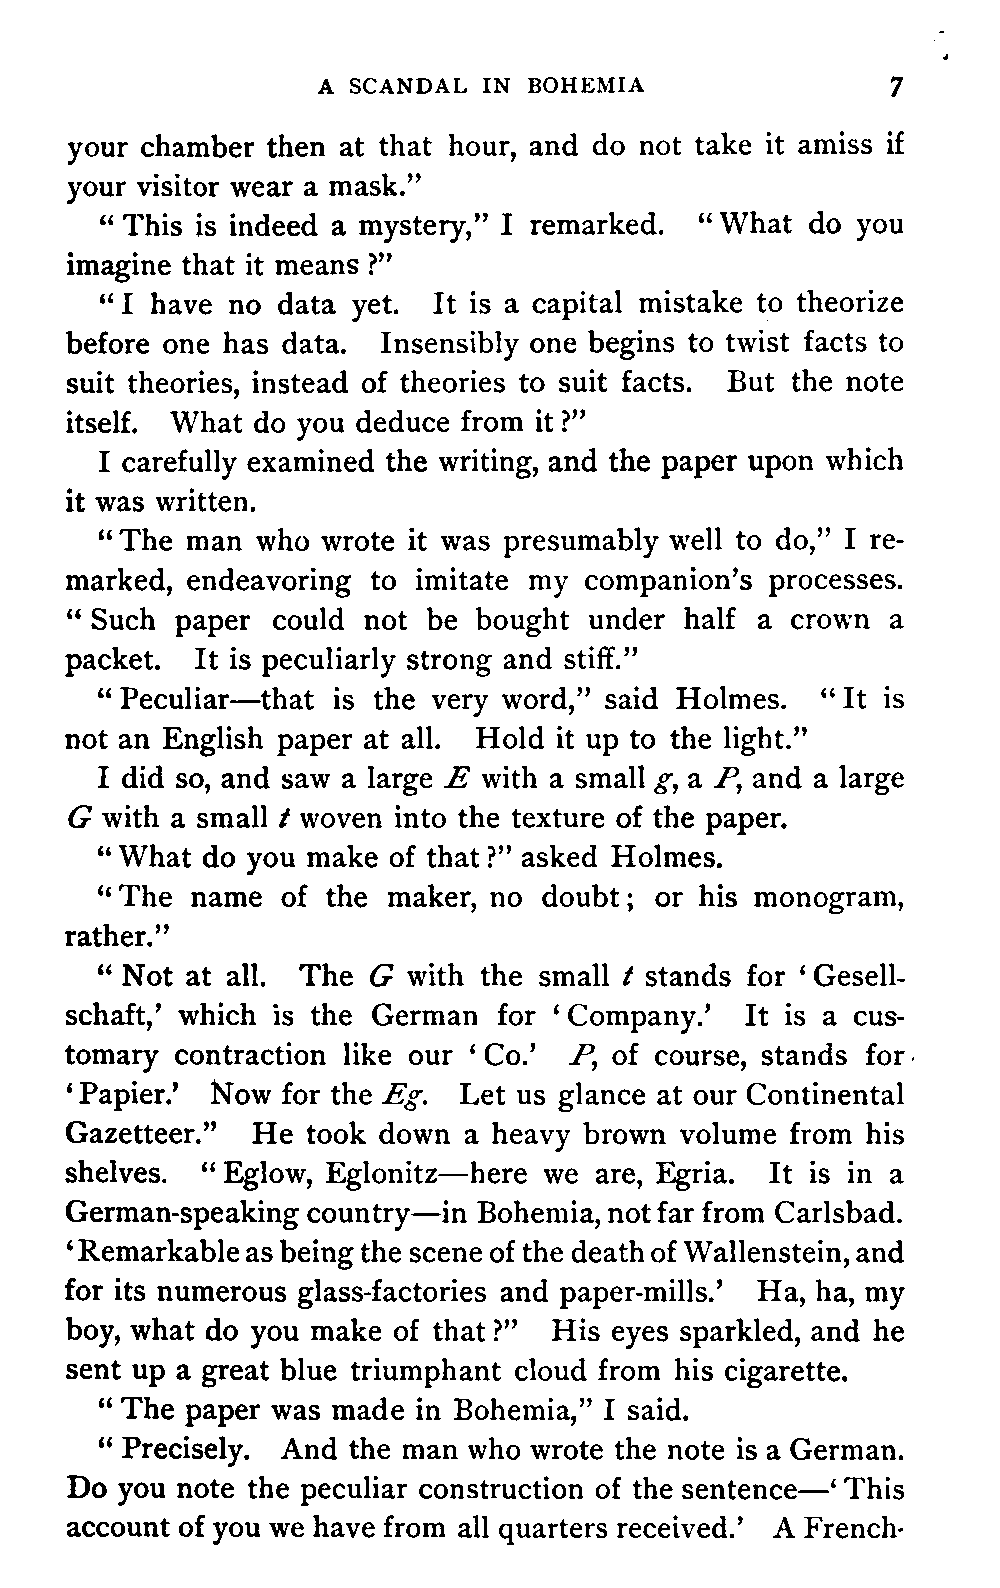 A SCANDAL IN BOHEMIA 7
your chamber then at that hour, and do not take it amiss if
your visitor wear a mask.”
“ This is indeed a mystery,” I remarked. “ What do you
imagine that it means ?”
“ I have no data yet. It is a capital mistake to theorize
before one has data. Insensibly one begins to twist facts to
suit theories, instead of theories to suit facts. But the note
itself. What do you deduce from it ?”
I carefully examined the writing, and the paper upon which
it was written.
“ The man who wrote it was presumably well to do,” I re-
marked, endeavoring to imitate my companion’s processes.
“ Such paper could not be bought under half a crown a
packet. It is peculiarly strong and stiff.”
“ Peculiar—that is the very word,” said Holmes. “ It is
not an English paper at all. Hold it up to the light.”
I did so, and saw a large E with a small g, a P, and a large
G with a small t woven into the texture of the paper.
“ What do you make of that ?” asked Holmes.
“ The name of the maker, no doubt ; or his monogram,
rather.”
“ Not at all. The G with the small t stands for ‘ Gesell-
schaft,’ which is the German for ‘ Company.’ It is a cus-
tomary contraction like our ‘ Co.’ P, of course, stands for
‘ Papier.’ Now for the Eg. Let us glance at our Continental
Gazetteer.” He took down a heavy brown volume from his
shelves. “ Eglow, Eglonitz—here we are, Egria. It is in a
German-speaking country—in Bohemia, not far from Carlsbad.
‘ Remarkable as being the scene of the death of Wallenstein, and
for its numerous glass-factories and paper-mills.’ Ha, ha, my
boy, what do you make of that ?” His eyes sparkled, and he
sent up a great blue triumphant cloud from his cigarette.
“ The paper was made in Bohemia,” I said.
“ Precisely. And the man who wrote the note is a German.
Do you note the peculiar construction of the sentence—‘ This
account of you we have from all quarters received.’ A French-